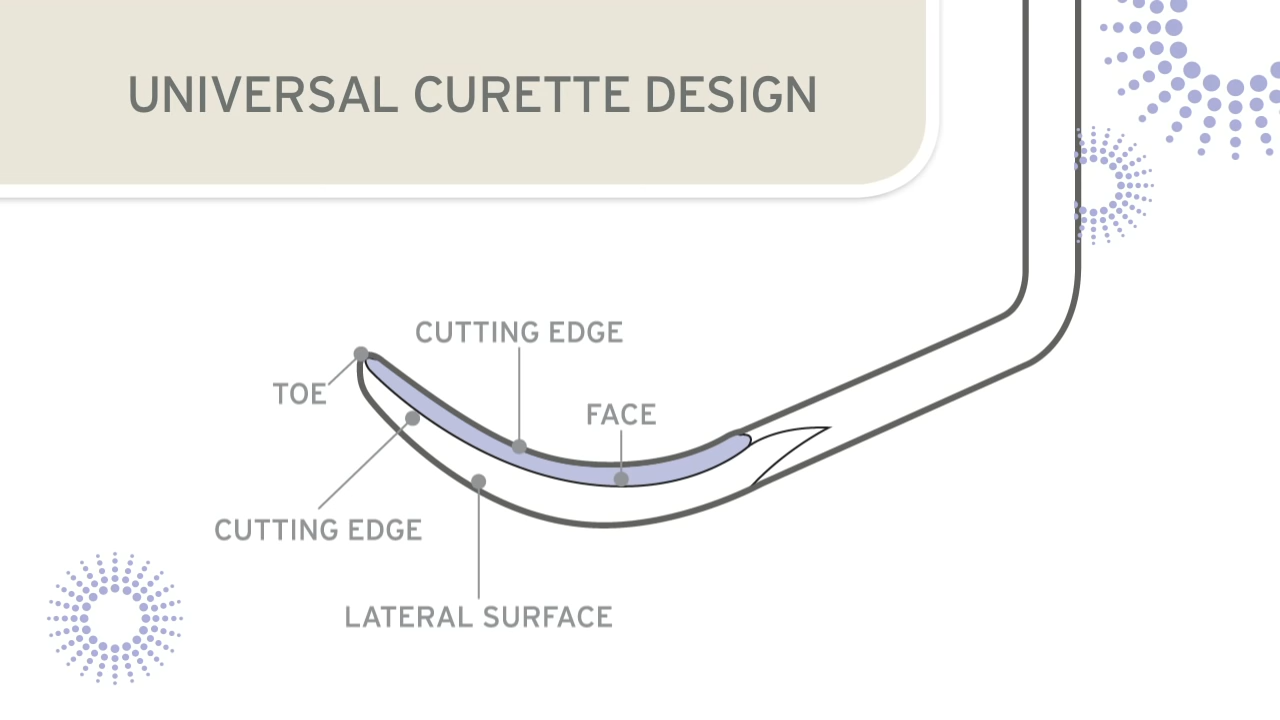 UNIVERSAL CURETTE DESIGN
CUTTING EDGE
TOE
FACE
CUTTING EDGE
LATERAL SURFACE